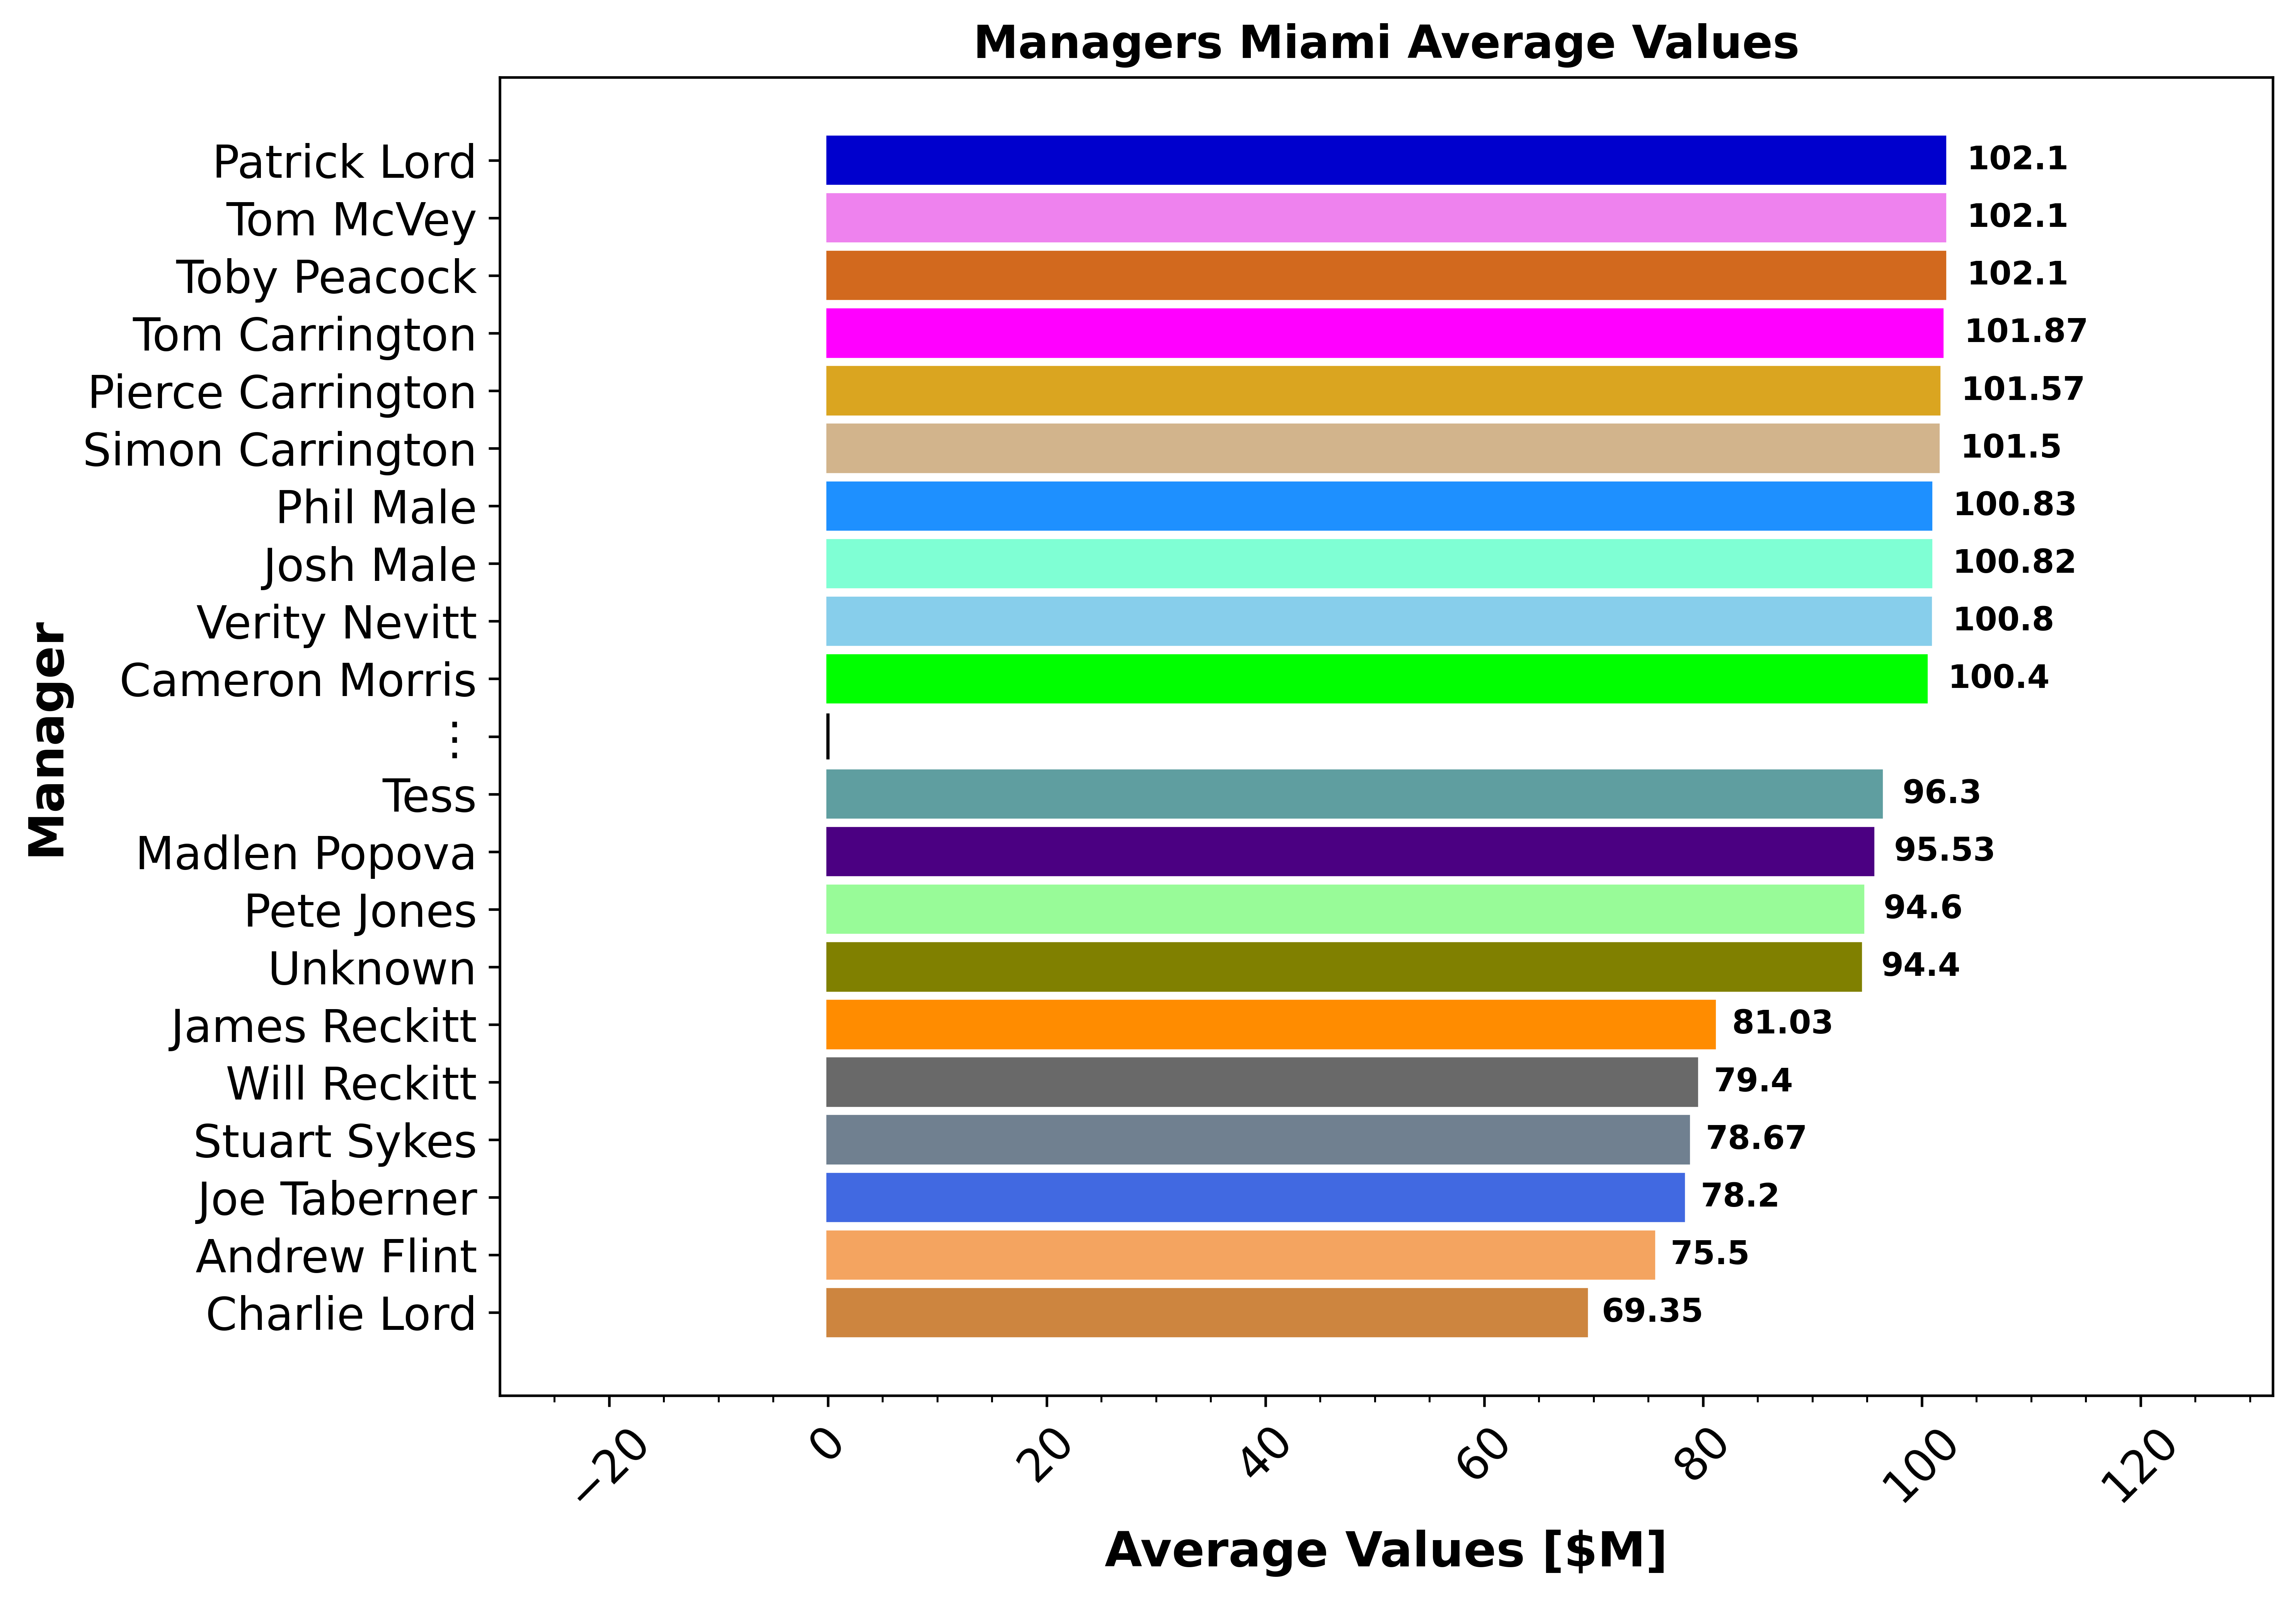 Managers Miami Average Values
Manager
Patrick Lord 102.1
Tom McVey 102.1
Toby Peacock 102.1
Tom Carrington 101.87
Pierce Carrington 101.57
Simon Carrington 101.5
Phil Male 100.83
Josh Male 100.82
Verity Nevitt 100.8
Cameron Morris 100.4
⋮
Tess 96.3
Madlen Popova 95.53
Pete Jones 94.6
Unknown 94.4
James Reckitt 81.03
Will Reckitt 79.4
Stuart Sykes 78.67
Joe Taberner 78.2
Andrew Flint 75.5
Charlie Lord 69.35
−20 0 20 40 60 80 100 120
Average Values [$M]